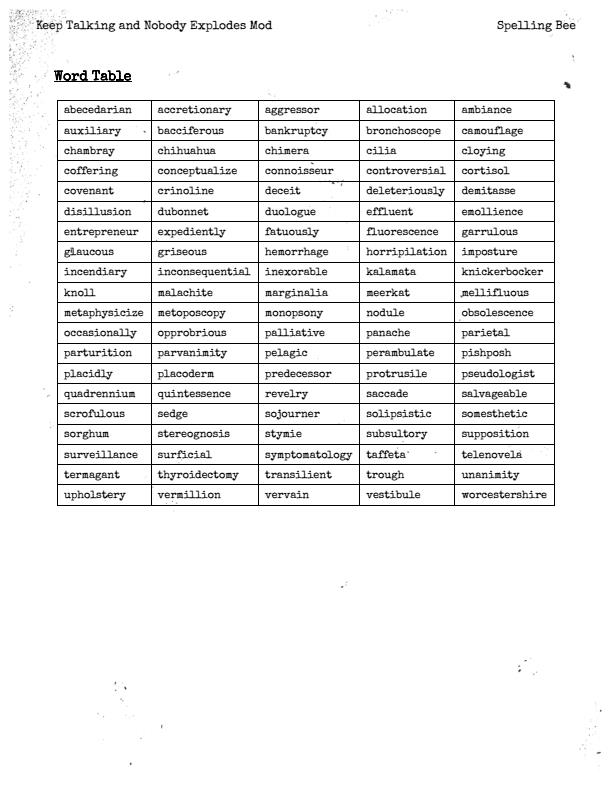 Keep Talking and Nobody Explodes Mod Spelling Bee
Word Table
abecedarian accretionary aggressor allocation ambiance
auxiliary bacciferous bankruptcy bronchoscope camouflage
chambray chihuahua chimera cilia cloying
coffering conceptualize connoisseur controversial cortisol
covenant crinoline deceit deleteriously demitasse
disillusion dubonnet duologue effluent emollience
entrepreneur expediently fatuously fluorescence garrulous
glaucous griseous hemorrhage horripilation imposture
incendiary inconsequential inexorable kalamata knickerbocker
knoll malachite marginalia meerkat mellifluous
metaphysicize metoposcopy monopsony nodule obsolescence
occasionally opprobrious palliative panache parietal
parturition parvanimity pelagic perambulate pishposh
placidly placoderm predecessor protrusile pseudologist
quadrennium quintessence revelry saccade salvageable
scrofulous sedge sojourner solipsistic somesthetic
sorghum stereognosis stymie subsultory supposition
surveillance surficial symptomatology taffeta telenovela
termagant thyroidectomy transilient trough unanimity
upholstery vermillion vervain vestibule worcestershire